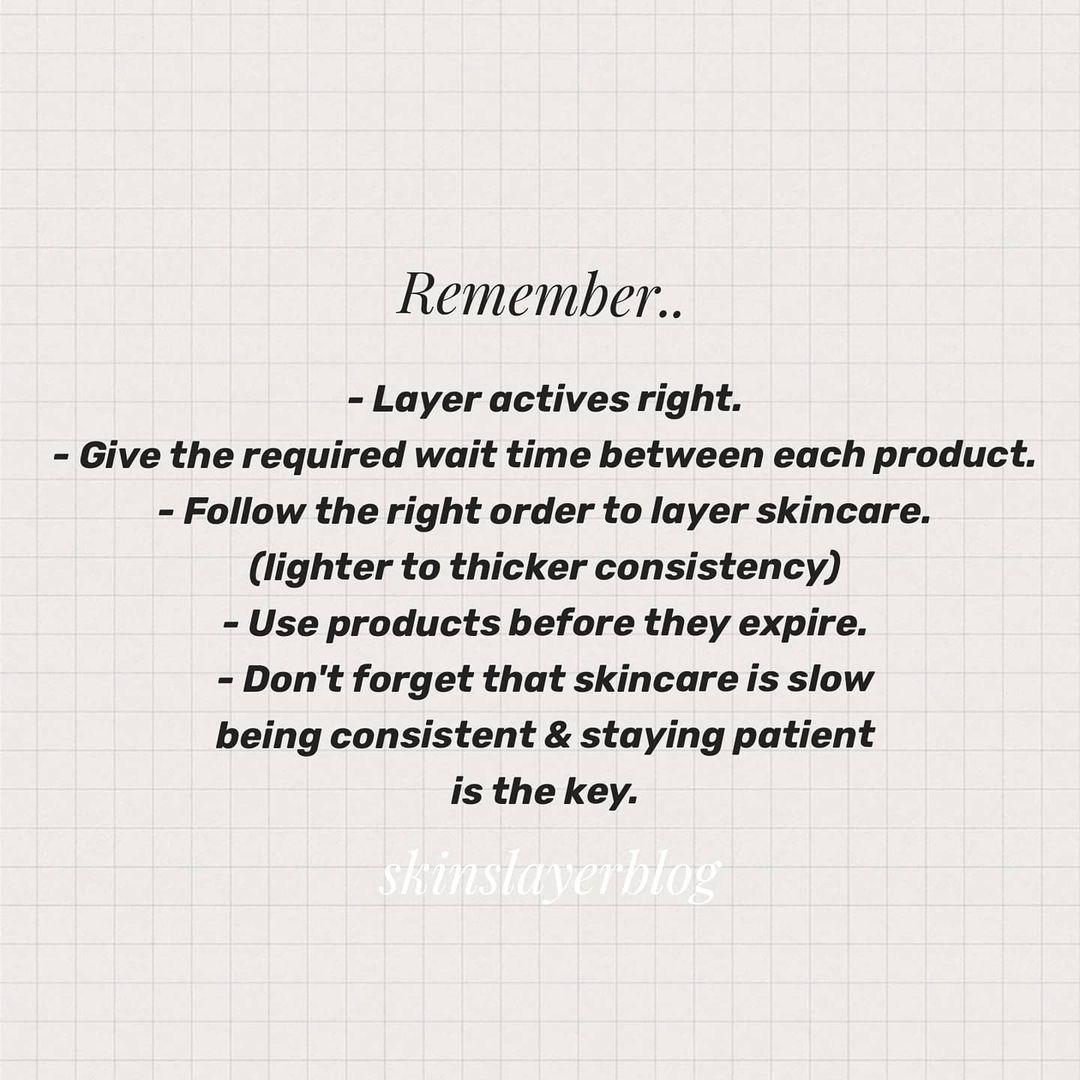 Remember..
- Layer actives right.
- Give the required wait time between each product.
- Follow the right order to layer skincare.
(lighter to thicker consistency)
- Use products before they expire.
- Don't forget that skincare is slow
being consistent & staying patient
is the key.
skinslayerblog